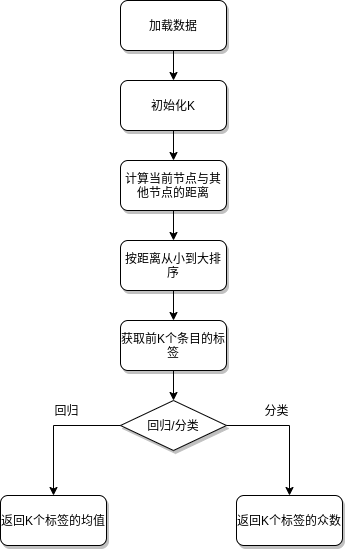 加载数据
初始化K
计算当前节点与其
他节点的距离
按距离从小到大排
序
获取前K个条目的标
签
回归/分类
回归
分类
返回K个标签的均值
返回K个标签的众数